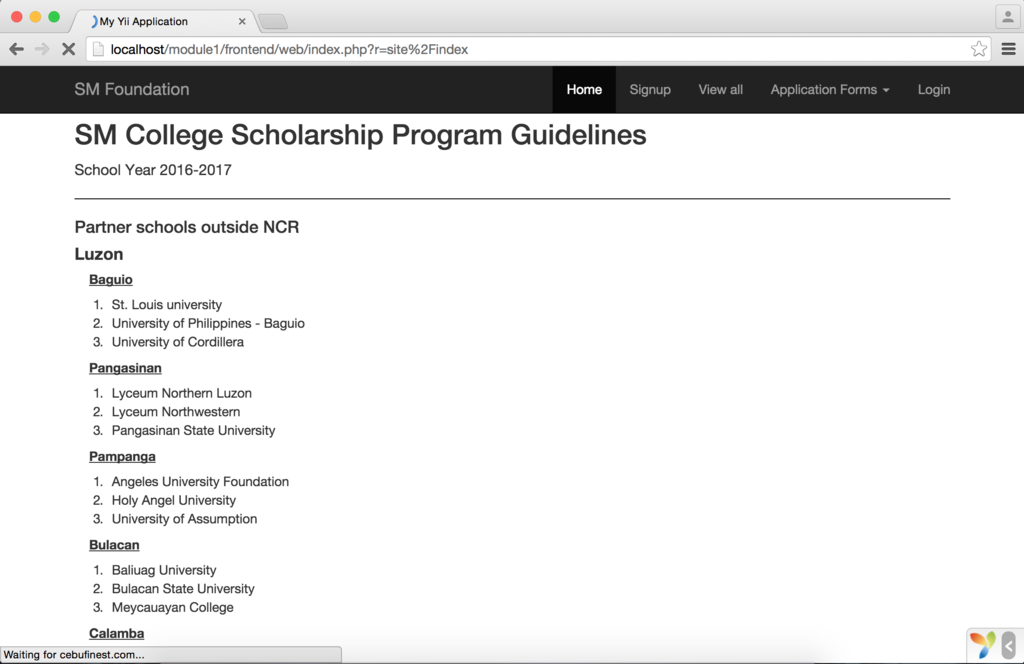 My Yii Application
localhost/module1/frontend/web/index.php?r=site%2Findex
SM Foundation Home Signup View all Application Forms Login
SM College Scholarship Program Guidelines
School Year 2016-2017
Partner schools outside NCR
Luzon
Baguio
1. St. Louis university
2. University of Philippines - Baguio
3. University of Cordillera
Pangasinan
1. Lyceum Northern Luzon
2. Lyceum Northwestern
3. Pangasinan State University
Pampanga
1. Angeles University Foundation
2. Holy Angel University
3. University of Assumption
Bulacan
1. Baliuag University
2. Bulacan State University
3. Meycauayan College
Calamba
Waiting for cebufinest.com...